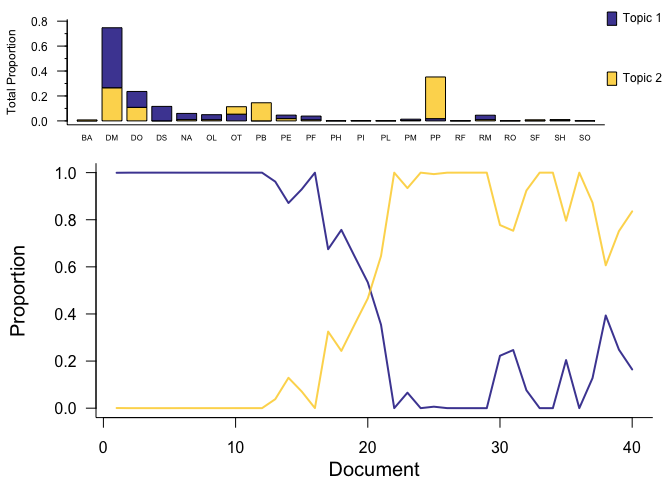 Total Proportion
0.8
0.6
0.4
0.2
0.0
BA DM DO DS NA OL OT PB PE PF PH PI PL PM PP RF RM RO SF SH SO
Topic 1
Topic 2
Proportion
1.0
0.8
0.6
0.4
0.2
0.0
0 10 20 30 40
Document